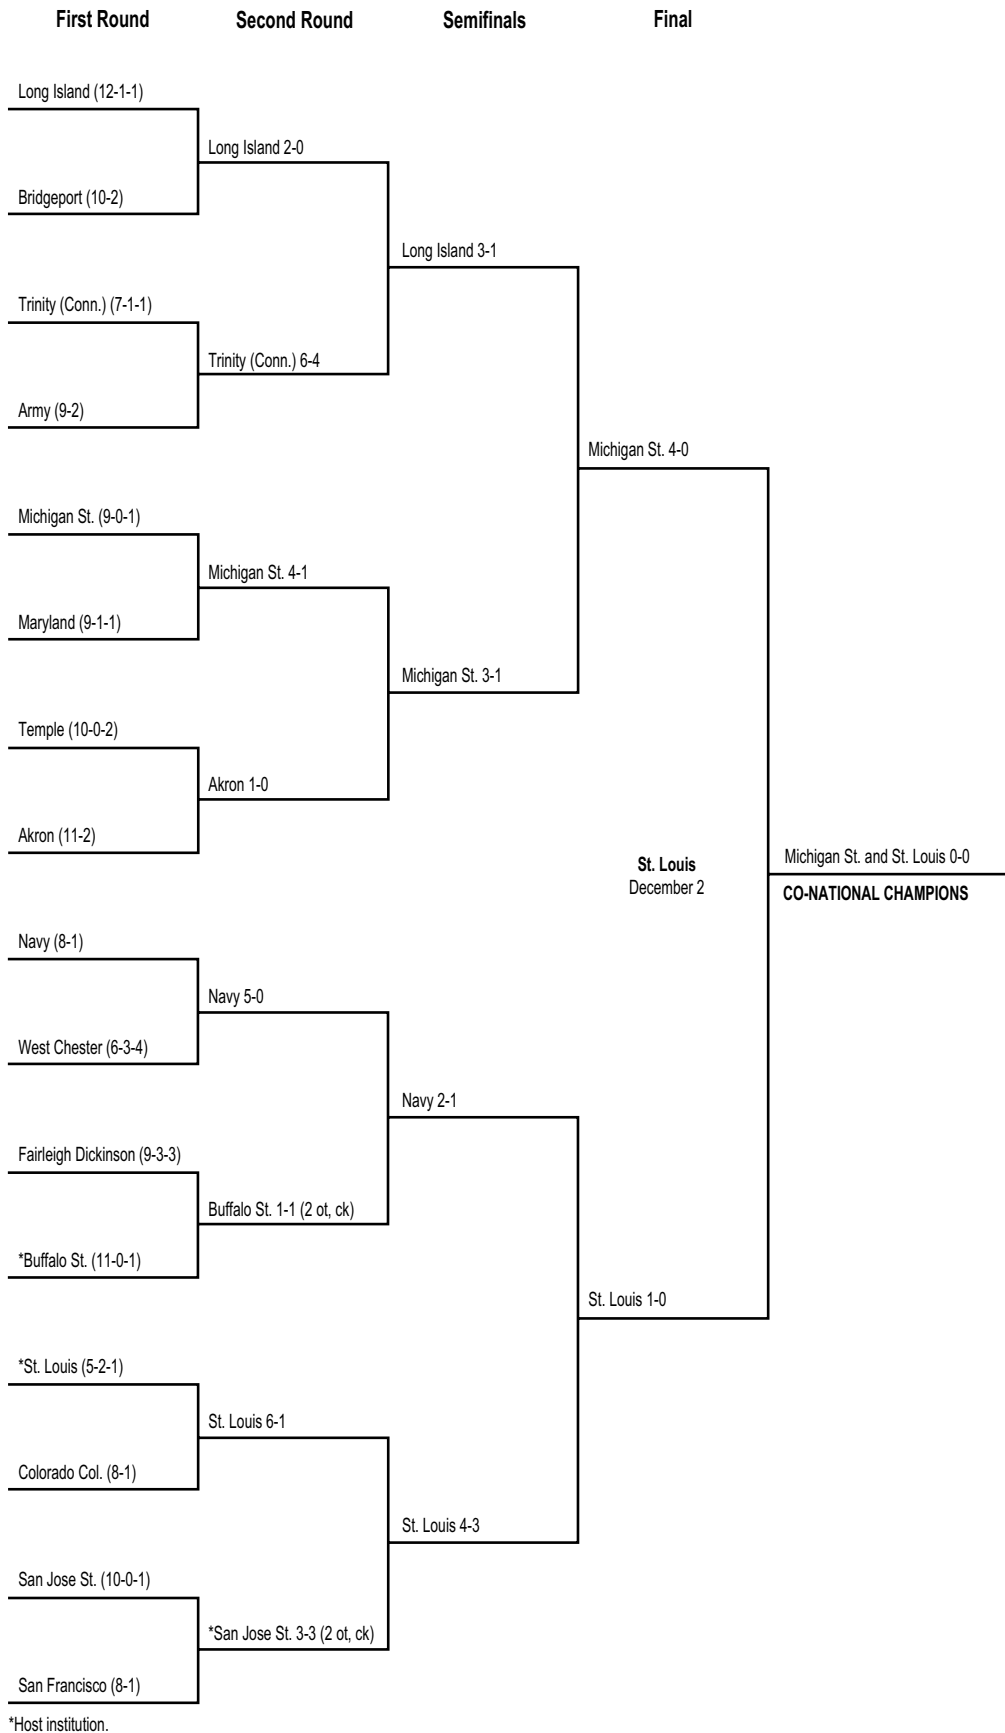 First Round
Second Round
Semifinals
Final
Long Island (12-1-1)
Long Island 2-0
Bridgeport (10-2)
Long Island 3-1
Trinity (Conn.) (7-1-1)
Trinity (Conn.) 6-4
Army (9-2)
Michigan St. 4-0
Michigan St. (9-0-1)
Michigan St. 4-1
Maryland (9-1-1)
Michigan St. 3-1
Temple (10-0-2)
Akron 1-0
Akron (11-2)
St. Louis
December 2
Michigan St. and St. Louis 0-0
CO-NATIONAL CHAMPIONS
Navy (8-1)
Navy 5-0
West Chester (6-3-4)
Navy 2-1
Fairleigh Dickinson (9-3-3)
Buffalo St. 1-1 (2 ot, ck)
*Buffalo St. (11-0-1)
St. Louis 1-0
*St. Louis (5-2-1)
St. Louis 6-1
Colorado Col. (8-1)
St. Louis 4-3
San Jose St. (10-0-1)
*San Jose St. 3-3 (2 ot, ck)
San Francisco (8-1)
*Host institution.